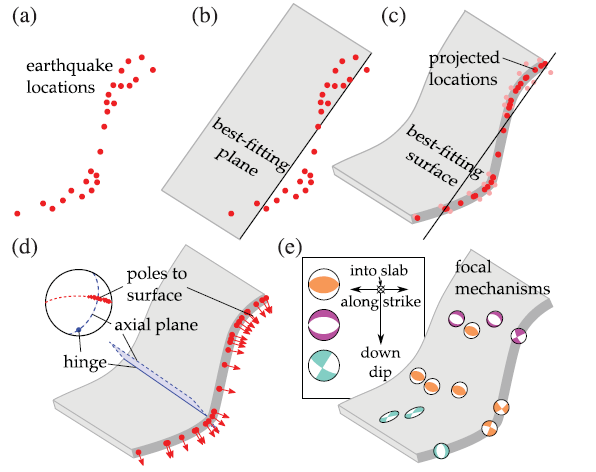 (a)
earthquake
locations
(b)
best-fitting
plane
(c)
projected
locations
best-fitting
surface
(d)
poles to
surface
axial plane
hinge
(e)
into slab
along strike
down
dip
focal
mechanisms